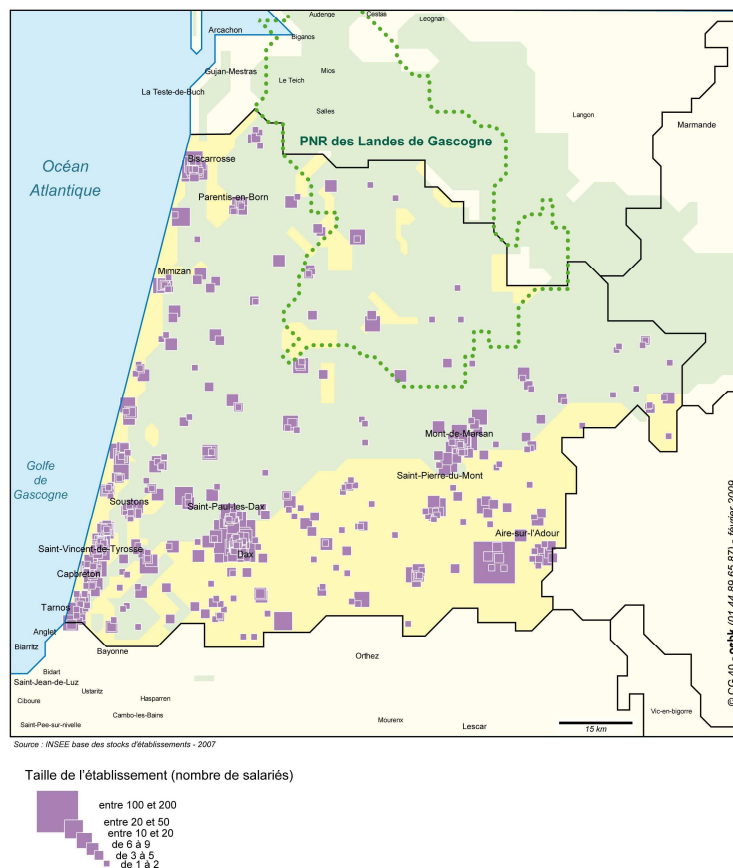 Audenge
Cestas
Leognan
Arcachon
Biganos
Gujan-Mestras
Mios
Le Teich
La Teste-de-Buch
Salles
Langon
Marmande
PNR des Landes de Gascogne
Océan
Atlantique
Biscarrosse
Parentis-en-Born
Mimizan
Mont-de-Marsan
Golfe
de
Gascogne
Saint-Pierre-du-Mont
Soustons
Saint-Paul-les-Dax
Aire-sur-l'Adour
Saint-Vincent-de-Tyrosse
Dax
Capbreton
Tarnos
Anglet
Biarritz
Bayonne
Orthez
Bidart
Saint-Jean-de-Luz
Ustaritz
Ciboure
Hasparren
Cambo-les-Bains
Saint-Pee-sur-nivelle
Mourenx
Lescar
Vic-en-bigorre
15 km
© CG 40 - (01 44 89 65 87) - février 2009
Source : INSEE base des stocks d'établissements - 2007
Taille de l'établissement (nombre de salariés)
entre 100 et 200
entre 20 et 50
entre 10 et 20
de 6 à 9
de 3 à 5
de 1 à 2